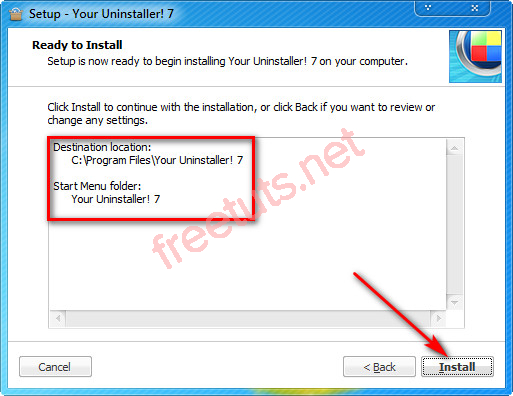 Setup - Your Uninstaller! 7
Ready to Install
Setup is now ready to begin installing Your Uninstaller! 7 on your computer.
Click Install to continue with the installation, or click Back if you want to review or
change any settings.
Destination location:
C:\Program Files\Your Uninstaller! 7
Start Menu folder:
Your Uninstaller! 7
freetuts.net
Cancel
< Back
Install